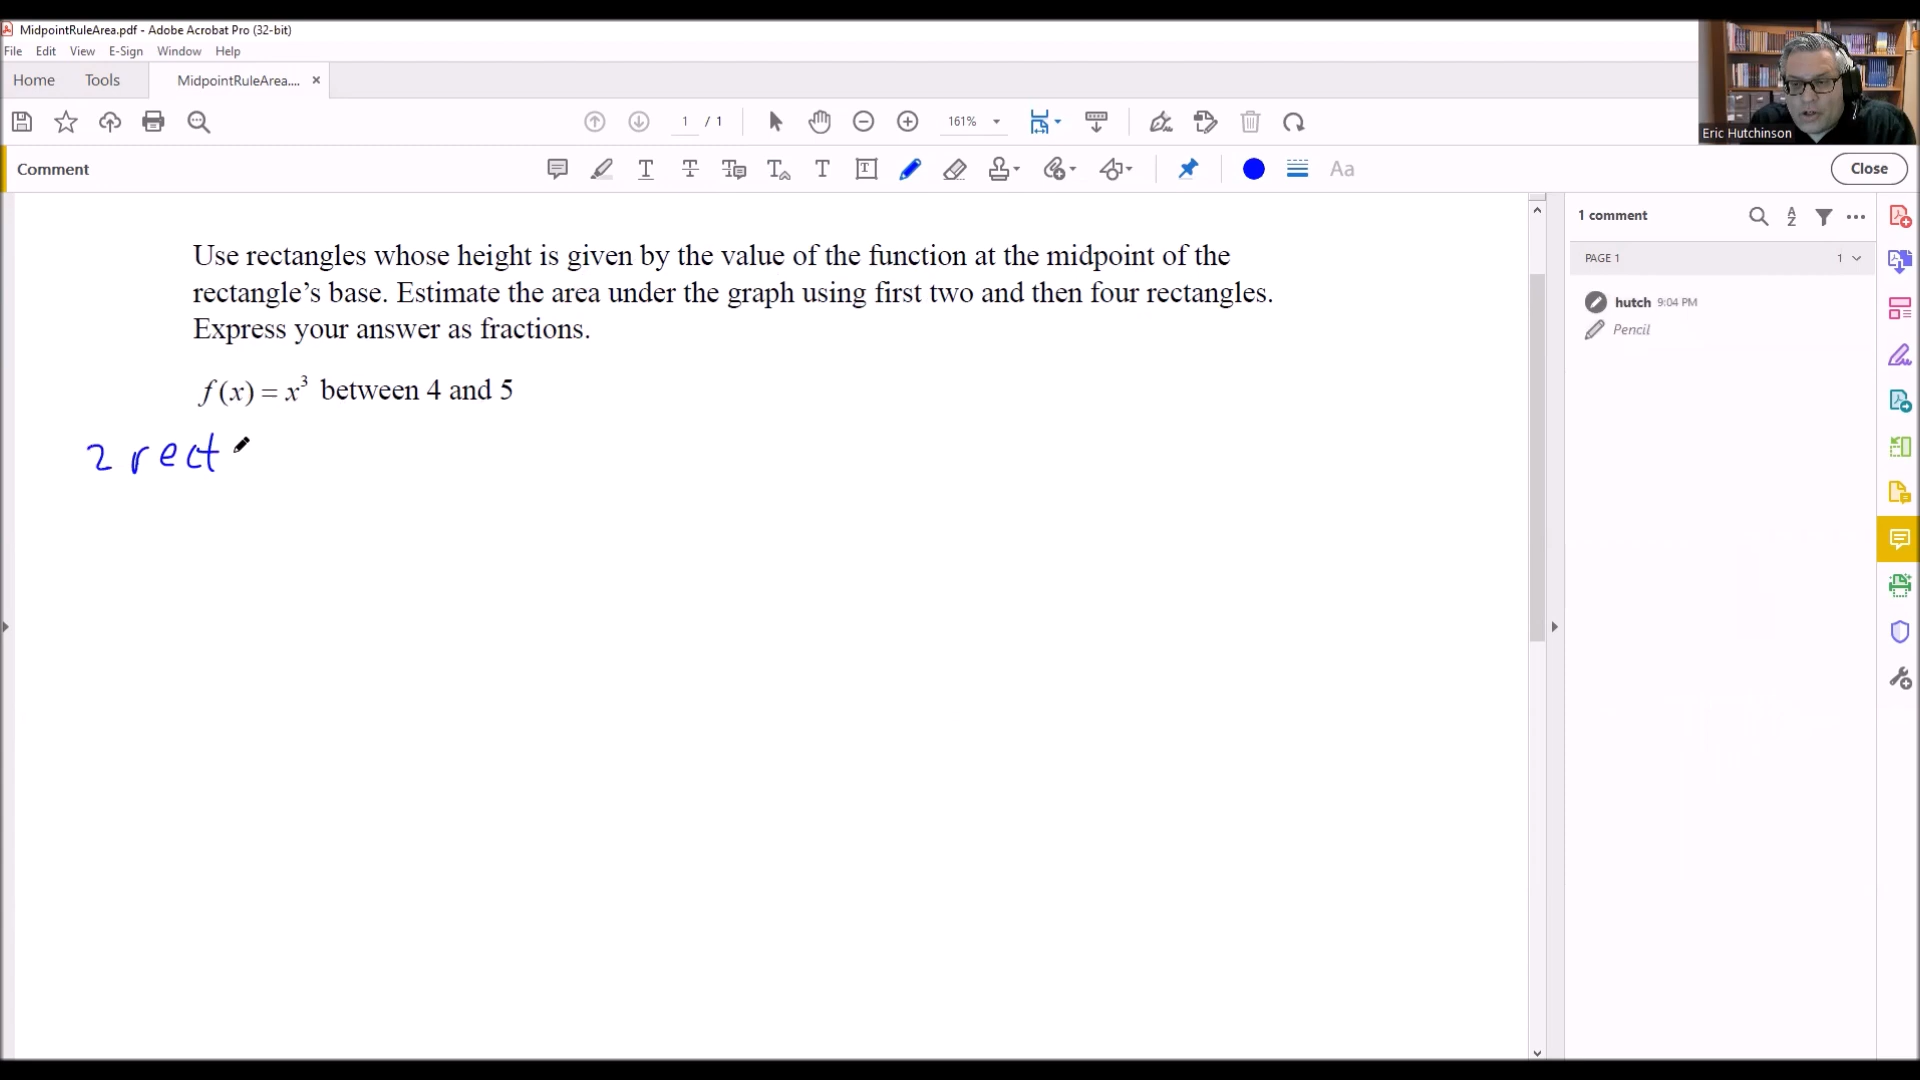 MidpointRuleArea.pdf - Adobe Acrobat Pro (32-bit)
File Edit View E-Sign Window Help
Home Tools MidpointRuleArea.... ×
1 / 1 161%
Eric Hutchinson
Comment Aa Close
1 comment
PAGE 1 1
hutch 9:04 PM
Pencil
Use rectangles whose height is given by the value of the function at the midpoint of the
rectangle’s base. Estimate the area under the graph using first two and then four rectangles.
Express your answer as fractions.
f(x) = x³ between 4 and 5
2 rect